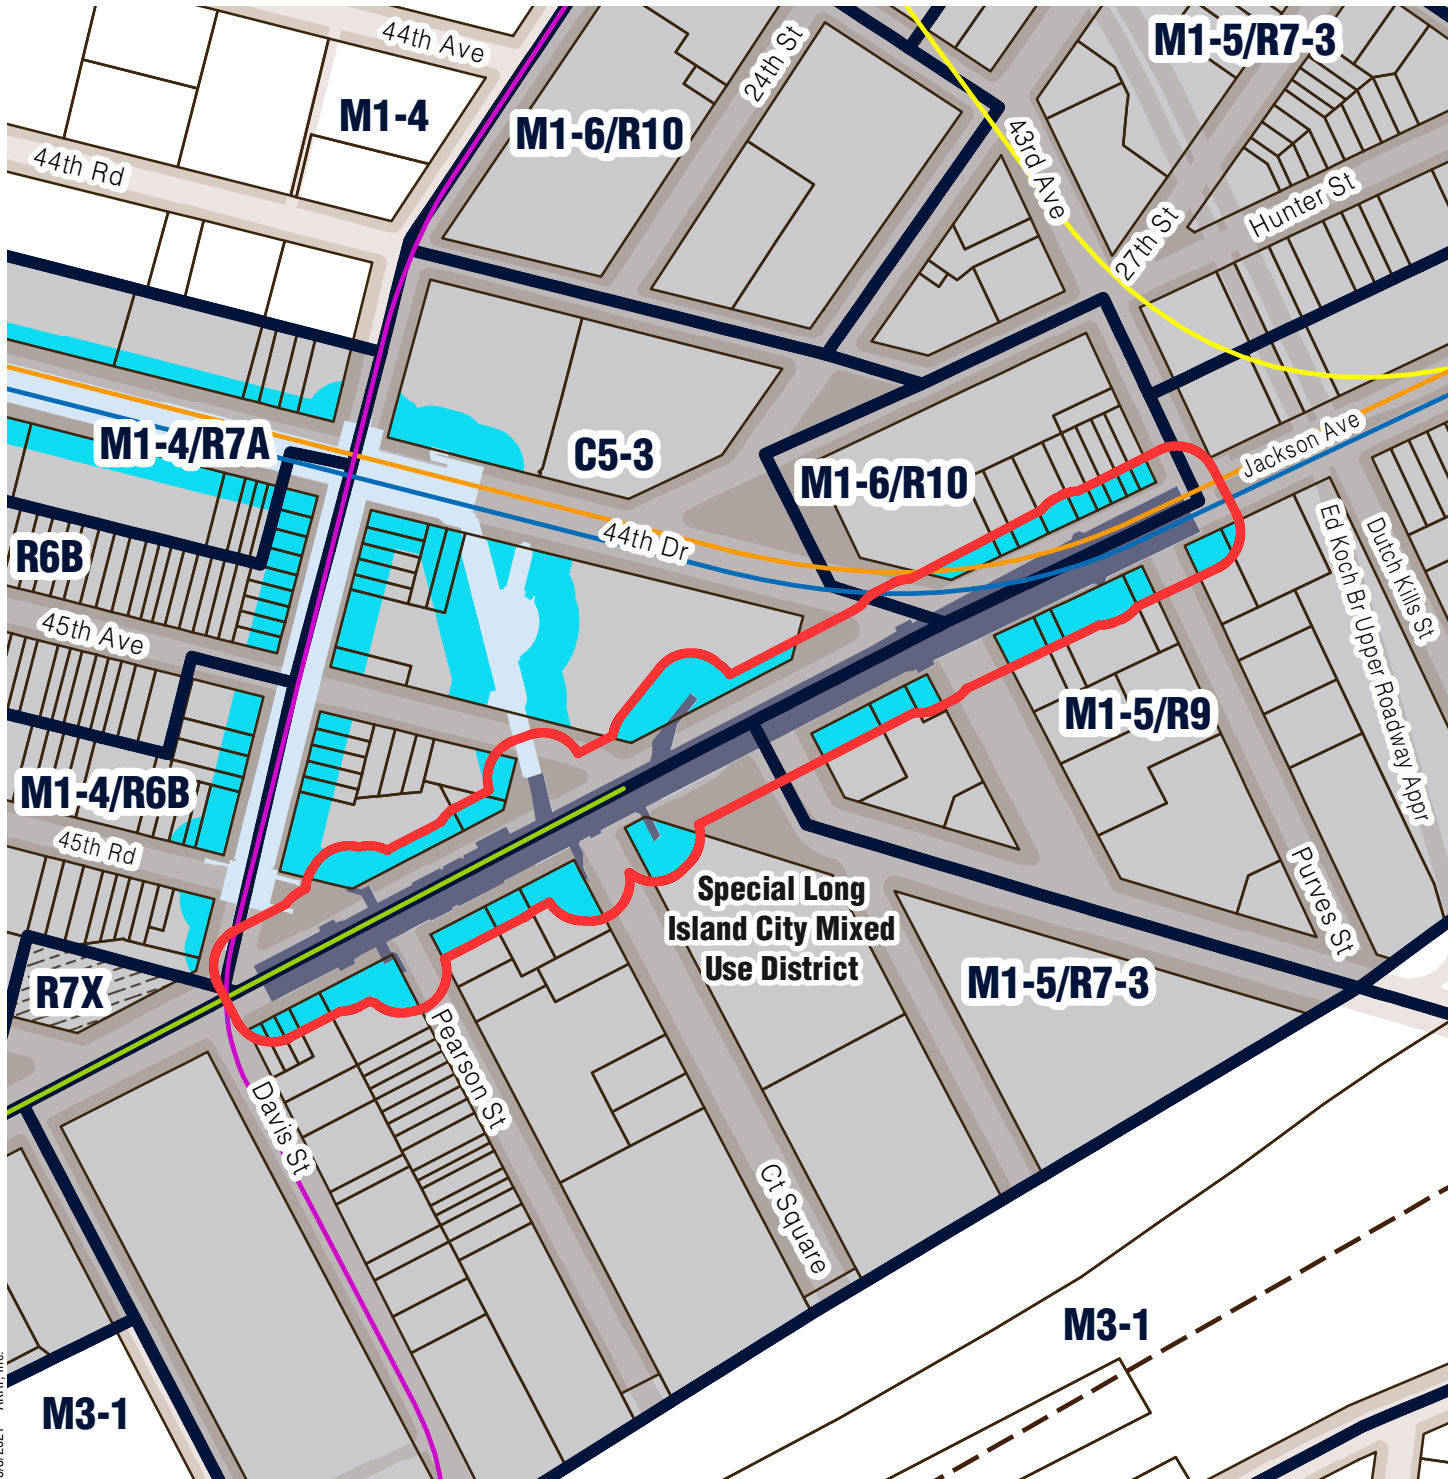 44th Ave
24th St
M1-5/R7-3
M1-4
M1-6/R10
44th Rd
43rd Ave
Hunter St
27th St
M1-4/R7A
C5-3
M1-6/R10
Jackson Ave
44th Dr
R6B
Ed Koch Br Upper Roadway Appr
Dutch Kills St
45th Ave
M1-5/R9
M1-4/R6B
45th Rd
Purves St
Special Long
Island City Mixed
Use District
R7X
M1-5/R7-3
Pearson St
Davis St
Ct Square
M3-1
M3-1